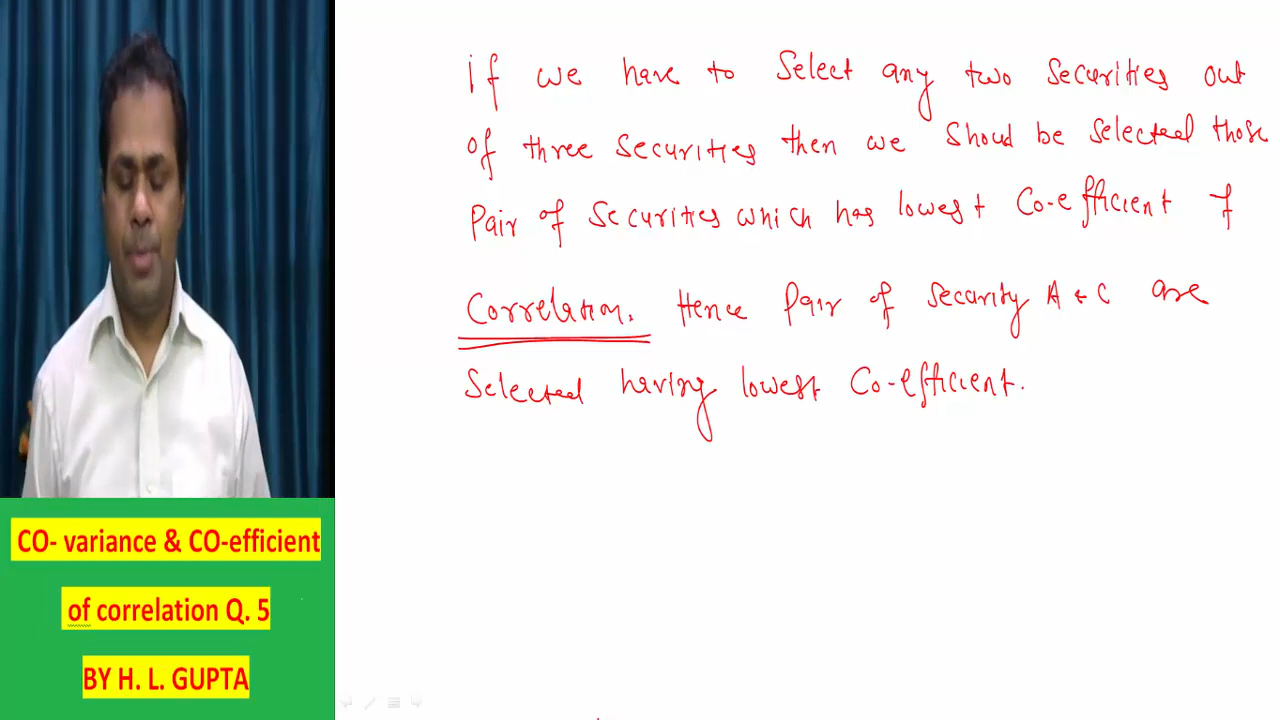 If we have to select any two securities out
of three securities then we shoud be selected those
Pair of securities which has lowest Co-efficient of
Correlation. Hence Pair of security A & C are
Selected having lowest Co-efficient.
CO- variance & CO-efficient
of correlation Q. 5
BY H. L. GUPTA